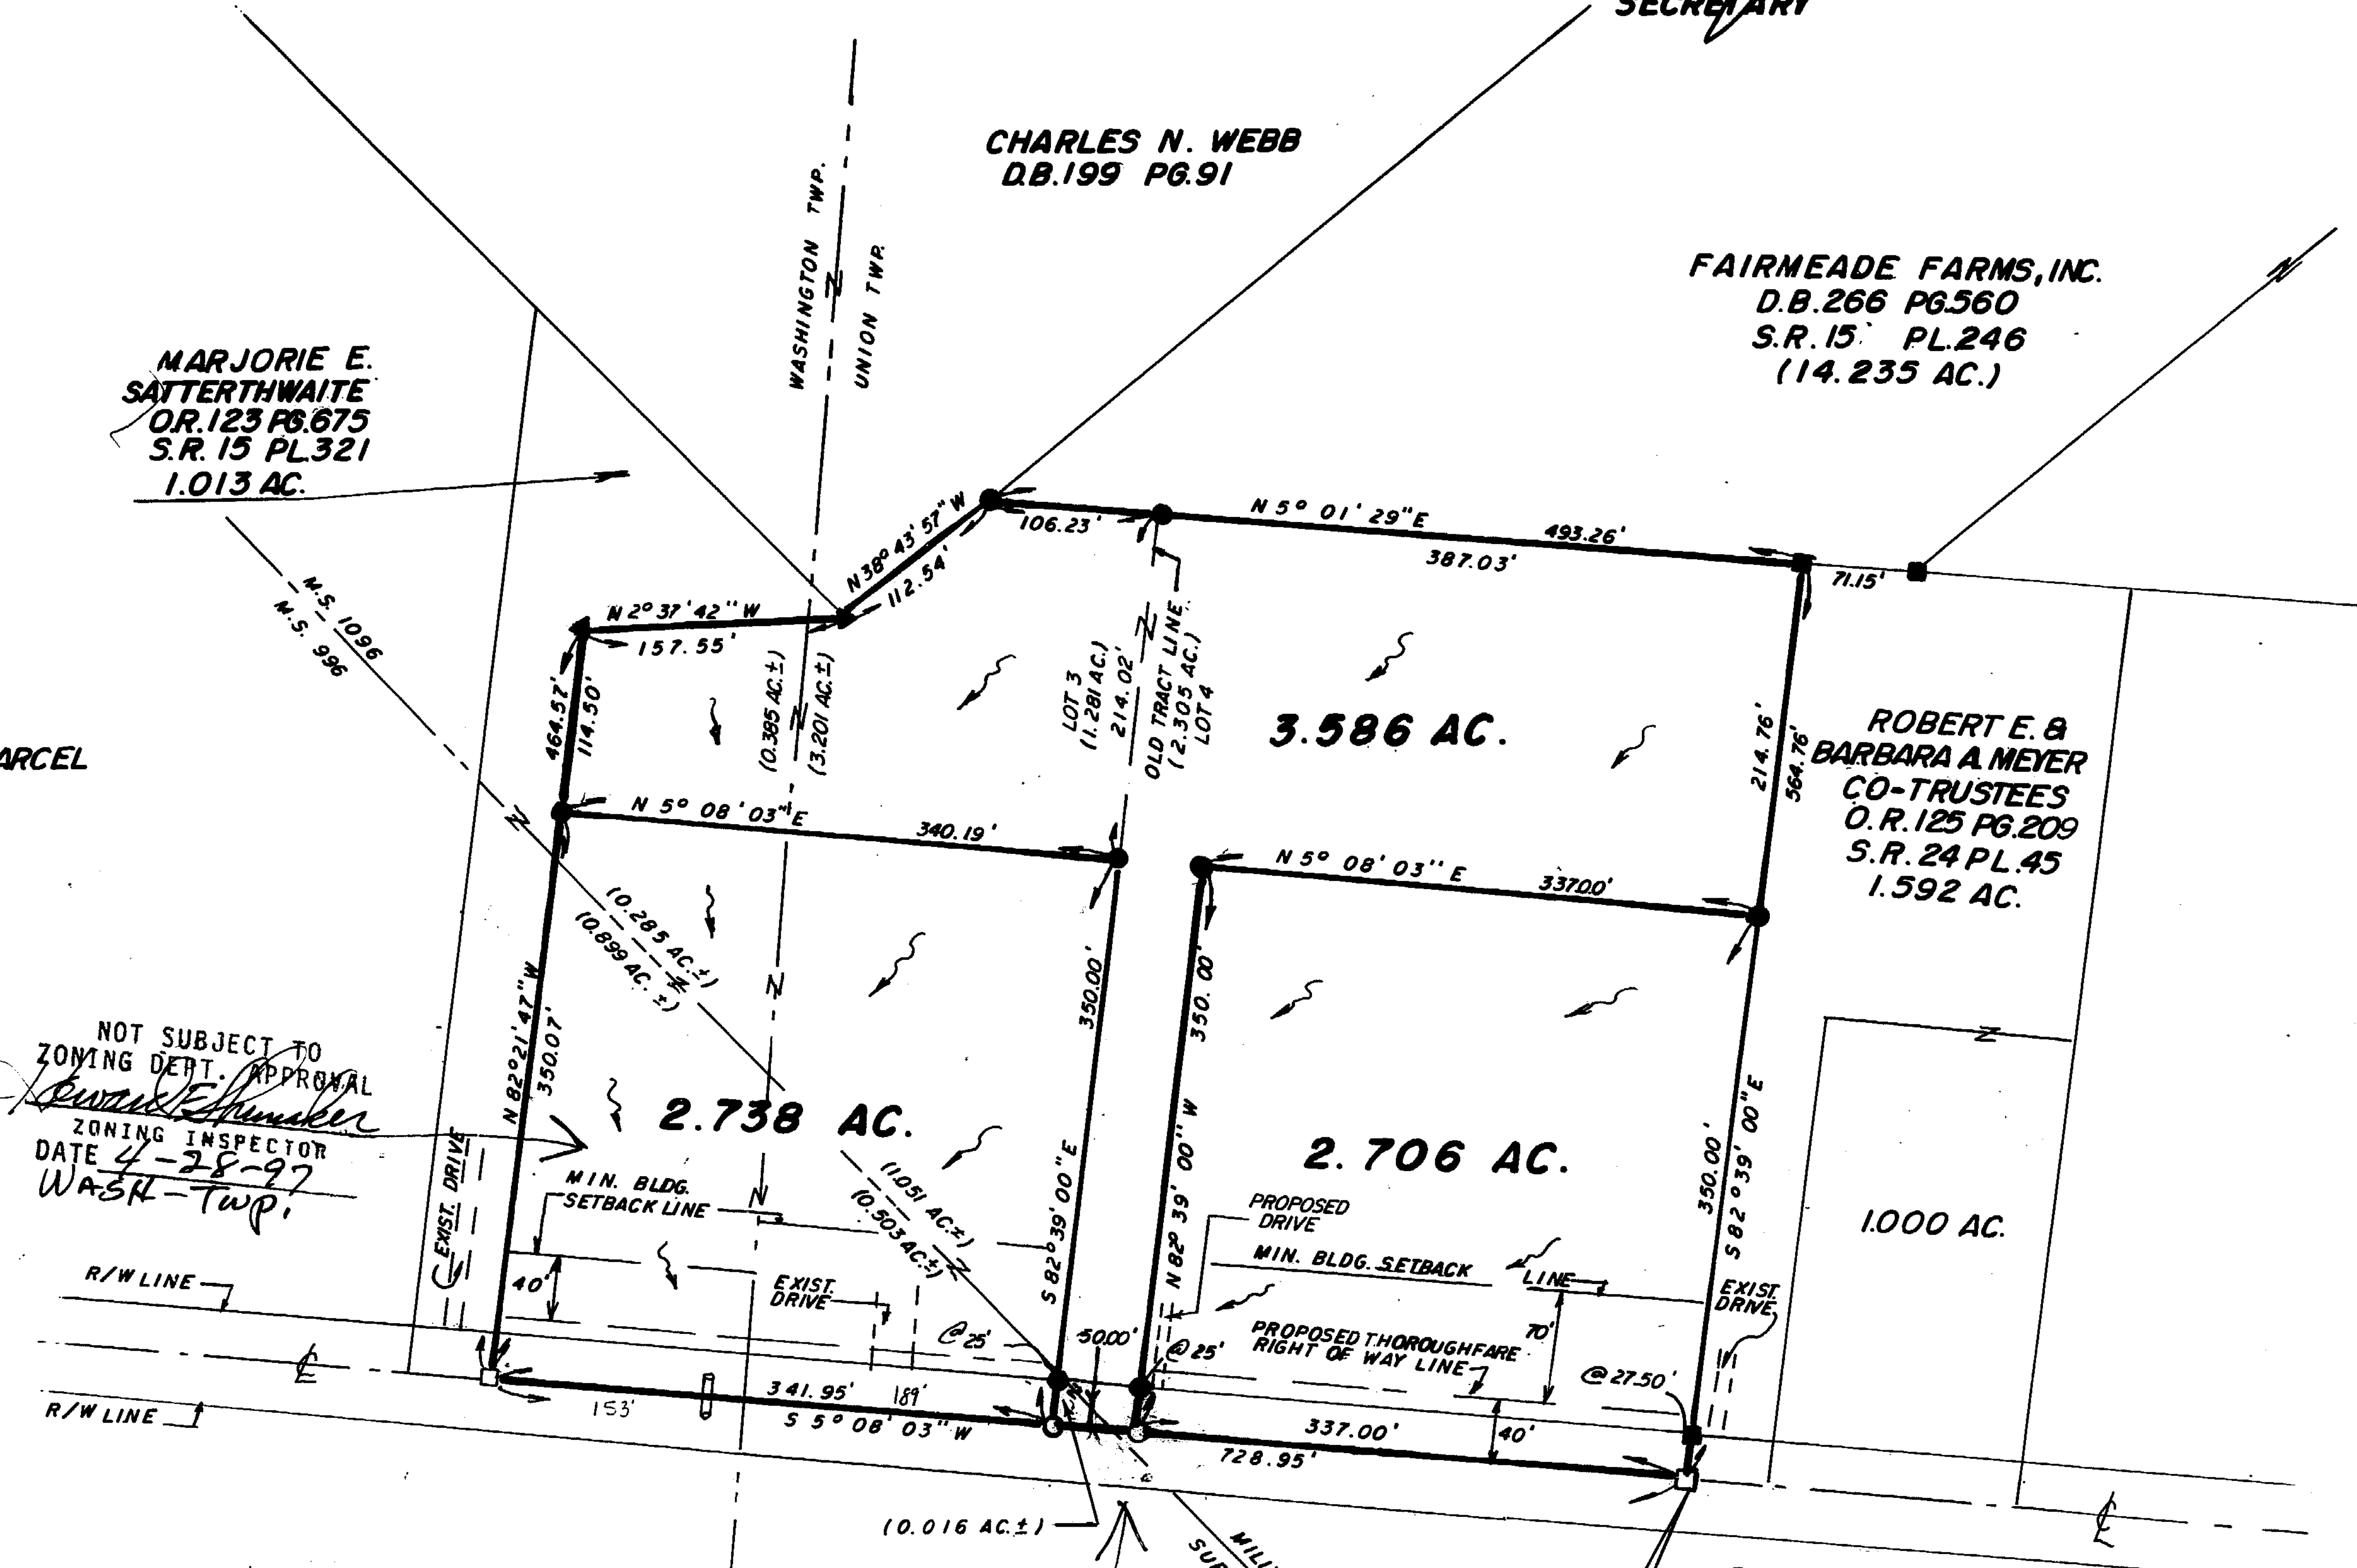 SECRETARY
CHARLES N. WEBB
D.B.199 PG.91
WASHINGTON TWP.
UNION TWP.
FAIRMEADE FARMS, INC.
D.B.266 PG.560
S.R. 15 PL.246
(14.235 AC.)
MARJORIE E.
SATTERTHWAITE
O.R.123 PG.675
S.R. 15 PL.321
1.013 AC.
M.S. 1096
M.S. 996
N 38° 43' 57" W
112.54'
106.23'
N 5° 01' 29" E
493.26'
387.03'
71.15'
N 2° 37' 42" W
157.55'
464.57'
114.50'
(0.385 AC.±)
(3.201 AC.±)
LOT 3
(1.281 AC.)
214.02'
OLD TRACT LINE
(2.305 AC.)
LOT 4
3.586 AC.
214.76'
564.76'
ROBERT E. &
BARBARA A. MEYER
CO-TRUSTEES
O.R.125 PG.209
S.R. 24 PL.45
1.592 AC.
ARCEL
N 5° 08' 03" E
340.19'
N 5° 08' 03" E
337.00'
(0.285 AC.±)
(0.899 AC.±)
350.00'
350.00'
N 82° 21' 47" W
350.07'
NOT SUBJECT TO
ZONING DEPT. APPROVAL
ZONING INSPECTOR
DATE 4-28-97
WASH-TWP.
2.738 AC.
2.706 AC.
350.00'
S 82° 39' 00" E
1.000 AC.
EXIST. DRIVE
MIN. BLDG.
SETBACK LINE
(1.051 AC.±)
(0.503 AC.±)
S 82° 39' 00" E
N 82° 39' 00" W
PROPOSED
DRIVE
MIN. BLDG. SETBACK LINE
40'
EXIST.
DRIVE
@ 25'
50.00'
@ 25'
PROPOSED THOROUGHFARE
RIGHT OF WAY LINE
70'
EXIST.
DRIVE
@ 27.50'
R/W LINE
R/W LINE
341.95'
189'
153'
S 5° 08' 03" W
337.00'
40'
728.95'
(0.016 AC.±)